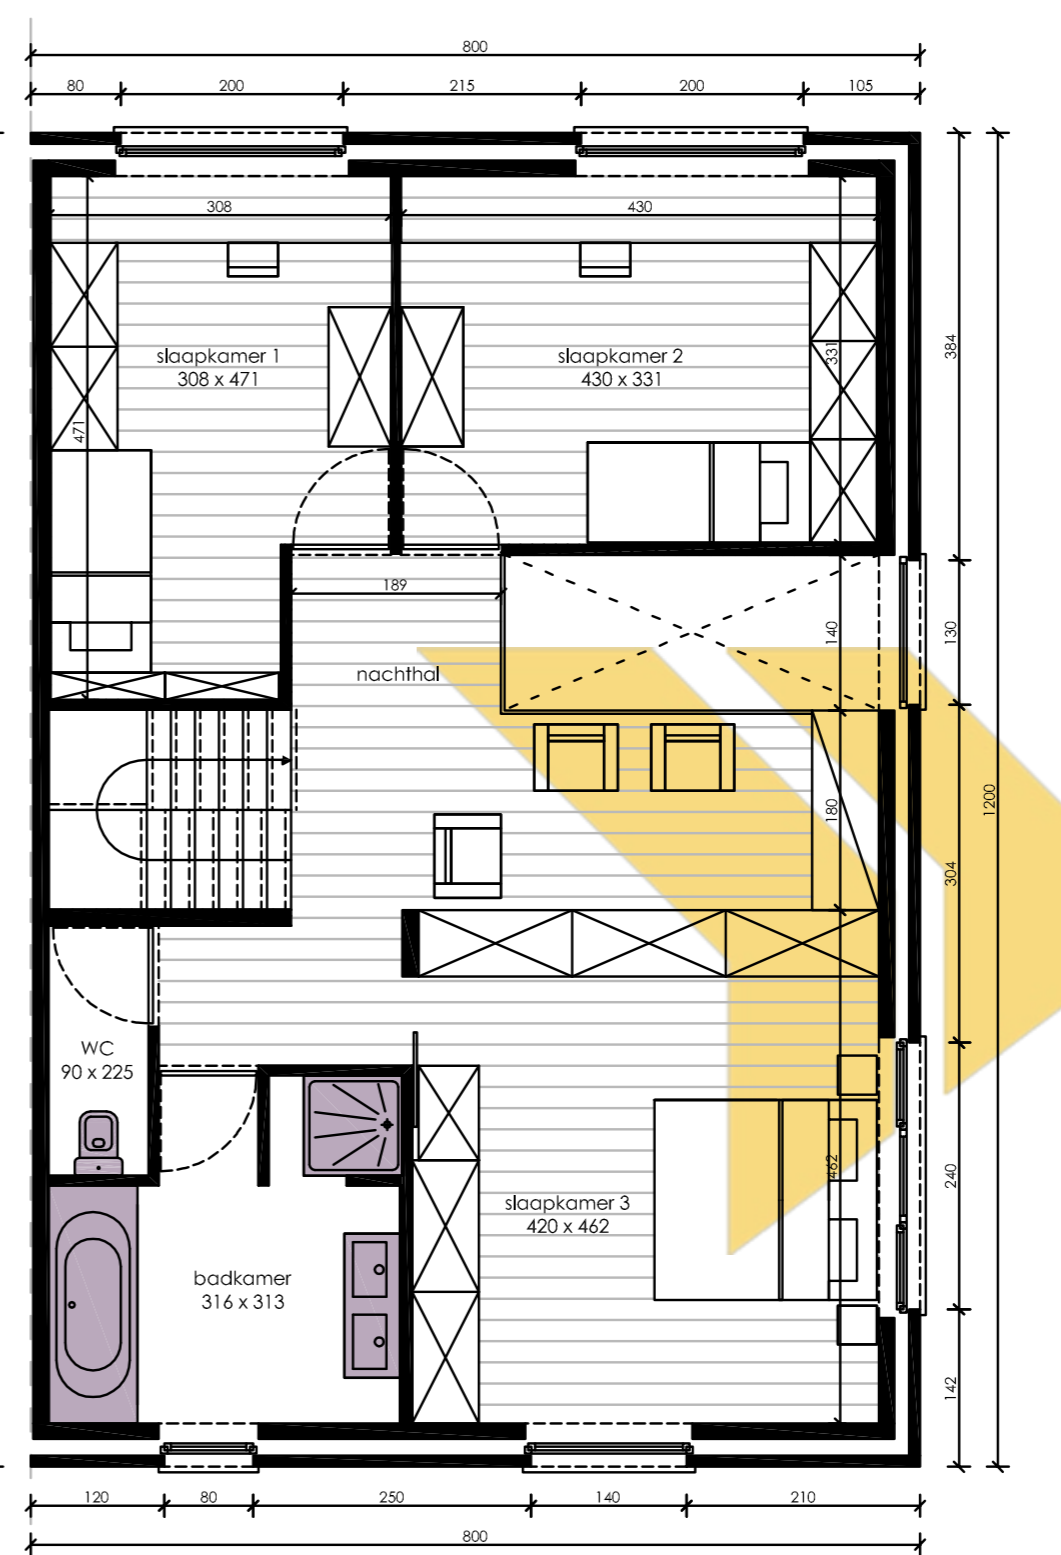 800
80 200 215 200 105
308 430
slaapkamer 1
308 x 471
slaapkamer 2
430 x 331
331
384
471
189
140
130
nachthal
180
1200
304
WC
90 x 225
462
240
slaapkamer 3
420 x 462
badkamer
316 x 313
142
120 80 250 140 210
800